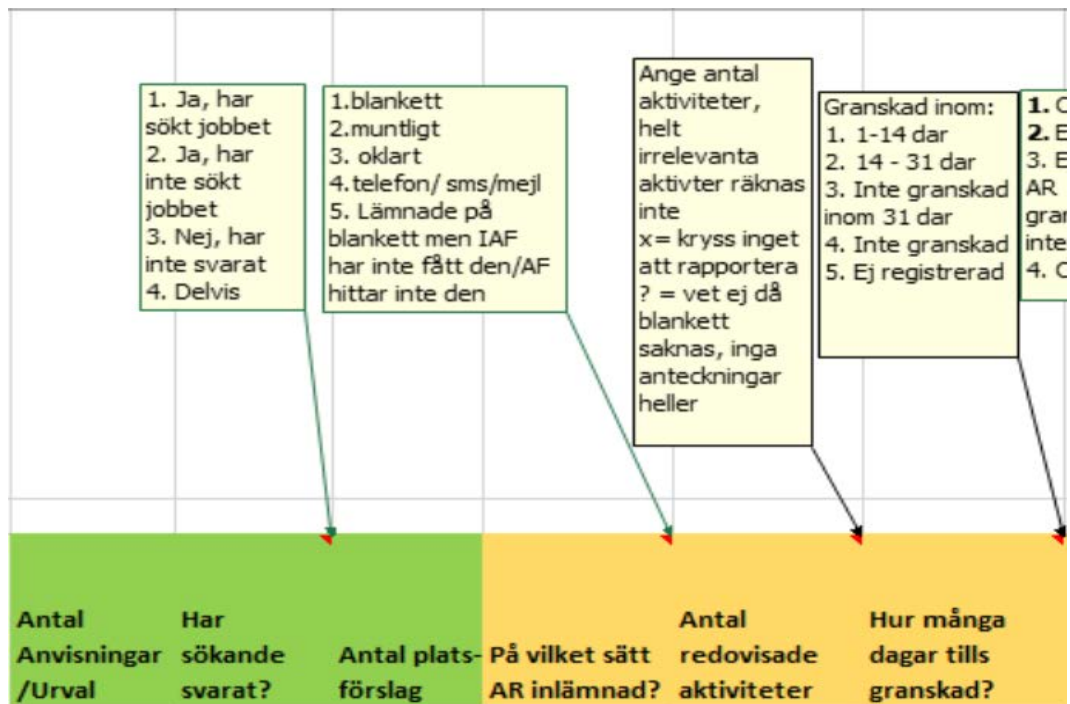 1. Ja, har
sökt jobbet
2. Ja, har
inte sökt
jobbet
3. Nej, har
inte svarat
4. Delvis
1.blankett
2.muntligt
3. oklart
4.telefon/ sms/mejl
5. Lämnade på
blankett men IAF
har inte fått den/AF
hittar inte den
Ange antal
aktiviteter,
helt
irrelevanta
aktivter räknas
inte
x= kryss inget
att rapportera
? = vet ej då
blankett
saknas, inga
anteckningar
heller
Granskad inom:
1. 1-14 dar
2. 14 - 31 dar
3. Inte granskad
inom 31 dar
4. Inte granskad
5. Ej registrerad
1.
2.
3.
AR
4.
Antal
Anvisningar
/Urval
Har
sökande
svarat?
Antal plats-
förslag
På vilket sätt
AR inlämnad?
Antal
redovisade
aktiviteter
Hur många
dagar tills
granskad?